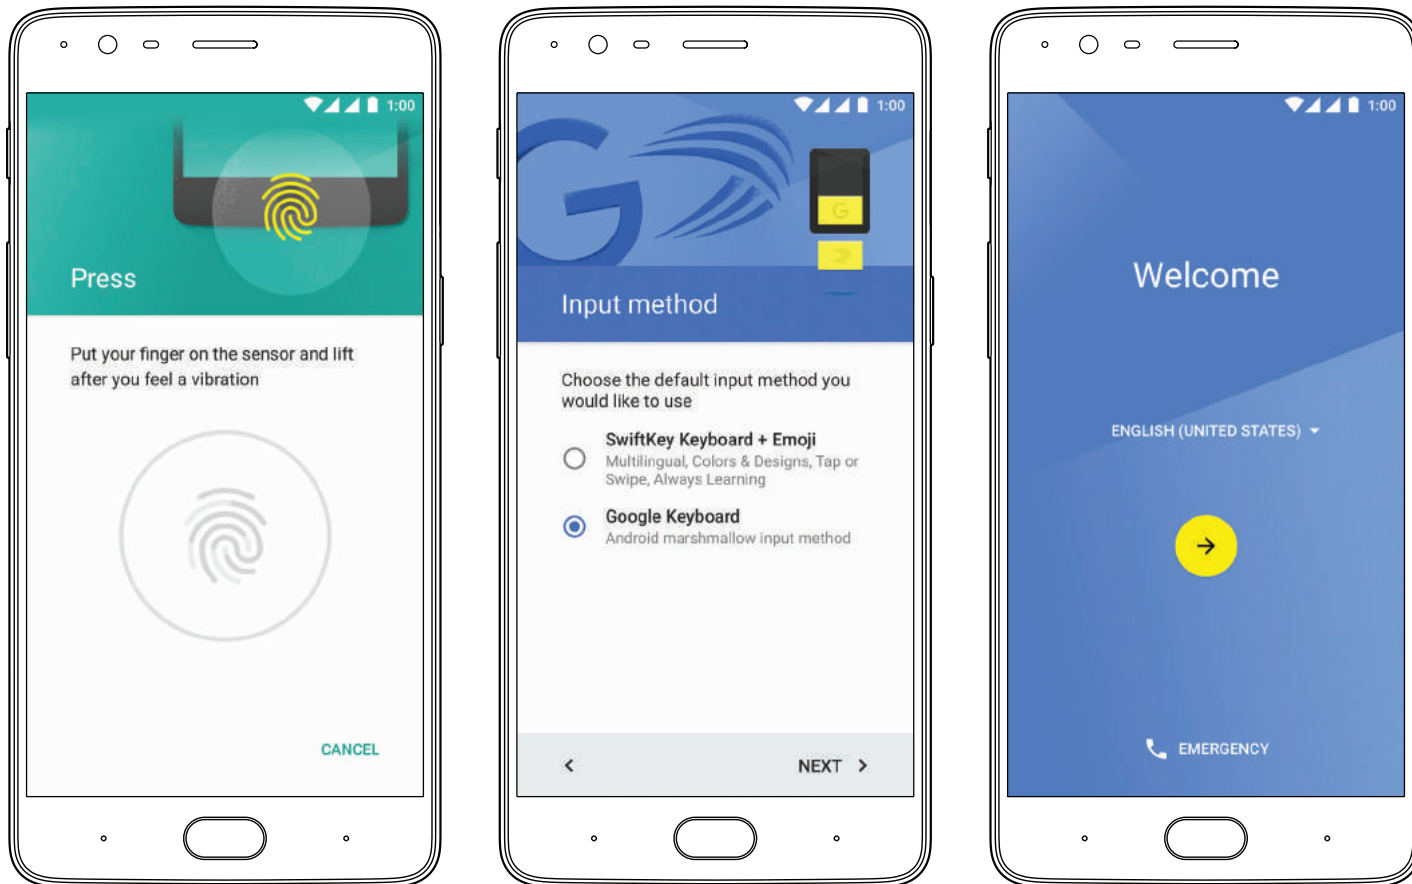 1:00
Press
Put your finger on the sensor and lift
after you feel a vibration
CANCEL
1:00
G
G
Input method
Choose the default input method you
would like to use
SwiftKey Keyboard + Emoji
Multilingual, Colors & Designs, Tap or
Swipe, Always Learning
Google Keyboard
Android marshmallow input method
NEXT
1:00
Welcome
ENGLISH (UNITED STATES)
EMERGENCY